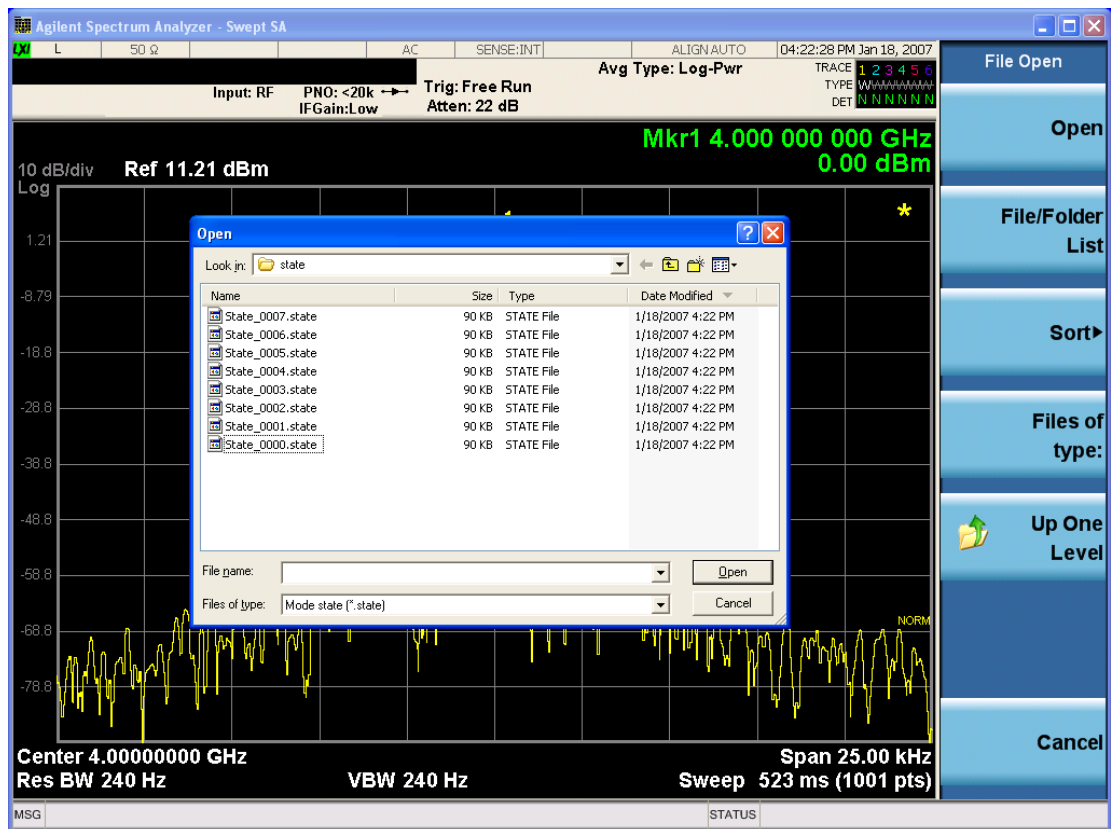 Agilent Spectrum Analyzer - Swept SA
LXI L 50 Ω AC SENSE:INT ALIGN AUTO 04:22:28 PM Jan 18, 2007
Input: RF PNO: <20k Trig: Free Run Avg Type: Log-Pwr TRACE 1 2 3 4 5 6
IFGain:Low Atten: 22 dB TYPE WWWWWW
DET N N N N N N
Mkr1 4.000 000 000 GHz
0.00 dBm
10 dB/div Ref 11.21 dBm
Log
1.21
-8.79
-18.8
-28.8
-38.8
-48.8
-58.8
-68.8
-78.8
NORM
Center 4.00000000 GHz Span 25.00 kHz
Res BW 240 Hz VBW 240 Hz Sweep 523 ms (1001 pts)
MSG STATUS
Open
Look in: state
Name Size Type Date Modified
State_0007.state 90 KB STATE File 1/18/2007 4:22 PM
State_0006.state 90 KB STATE File 1/18/2007 4:22 PM
State_0005.state 90 KB STATE File 1/18/2007 4:22 PM
State_0004.state 90 KB STATE File 1/18/2007 4:22 PM
State_0003.state 90 KB STATE File 1/18/2007 4:22 PM
State_0002.state 90 KB STATE File 1/18/2007 4:22 PM
State_0001.state 90 KB STATE File 1/18/2007 4:22 PM
State_0000.state 90 KB STATE File 1/18/2007 4:22 PM
File name: Open
Files of type: Mode state (*.state) Cancel
File Open
Open
File/Folder
List
Sort
Files of
type:
Up One
Level
Cancel